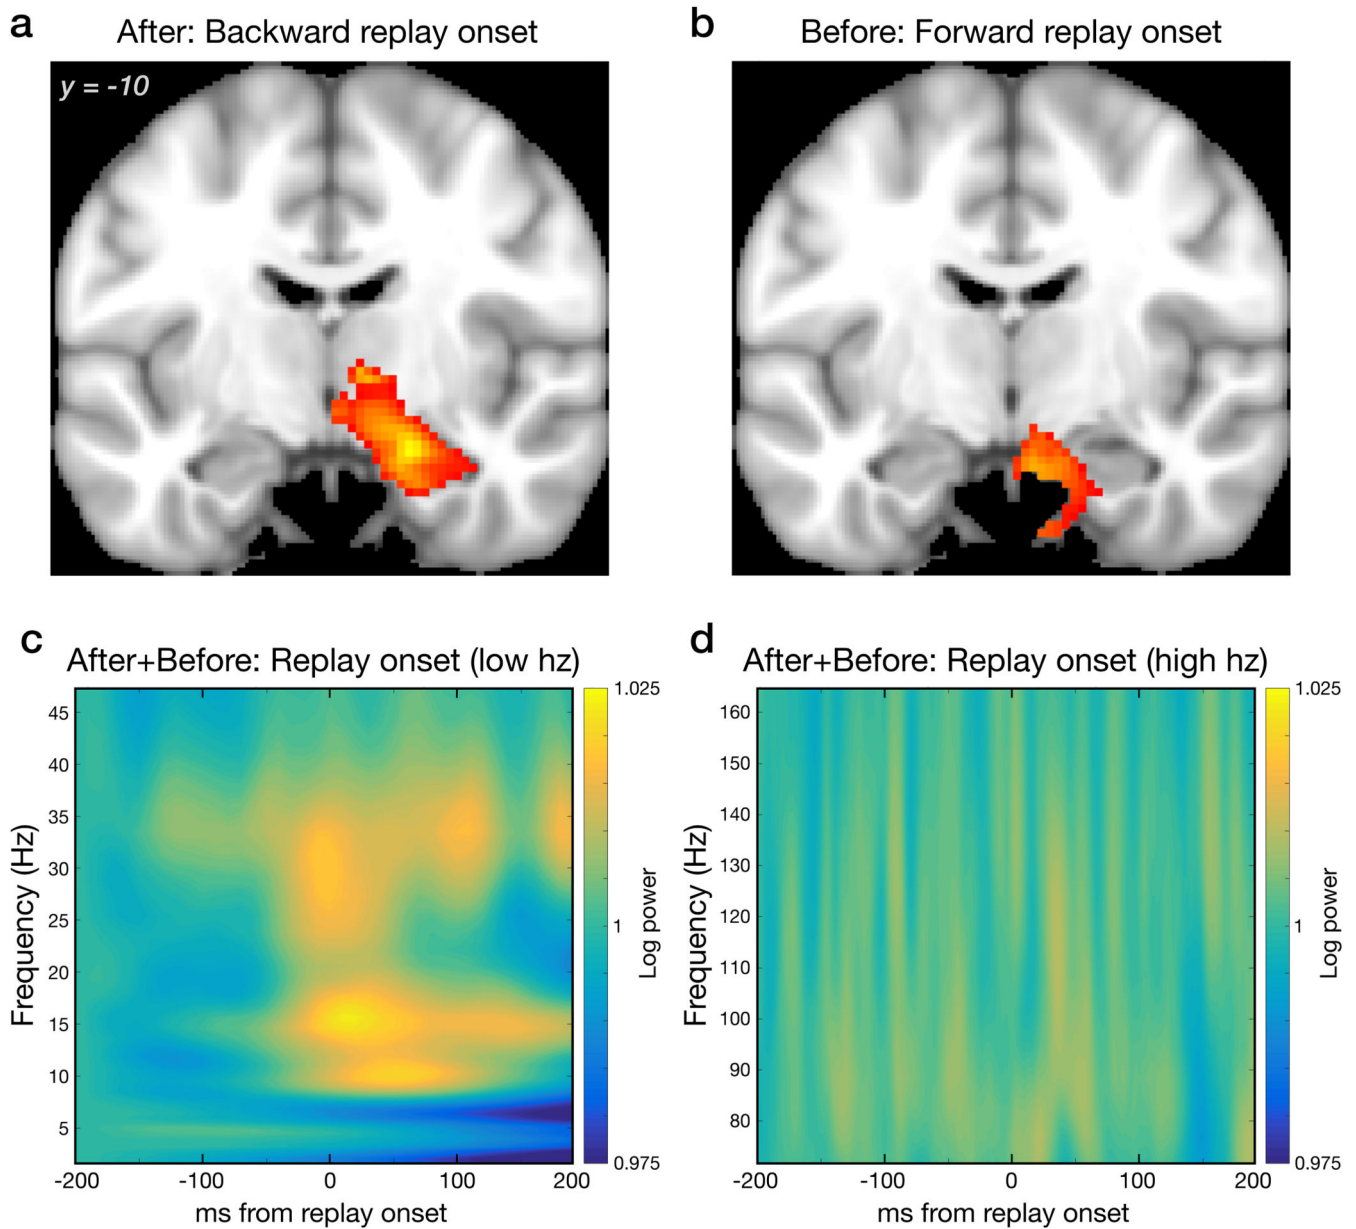 a
After: Backward replay onset
y = -10
b
Before: Forward replay onset
c
After+Before: Replay onset (low hz)
Frequency (Hz)
45
40
35
30
25
20
15
10
5
-200
-100
0
100
200
ms from replay onset
1.025
1
0.975
Log power
d
After+Before: Replay onset (high hz)
Frequency (Hz)
160
150
140
130
120
110
100
90
80
-200
-100
0
100
200
ms from replay onset
1.025
1
0.975
Log power